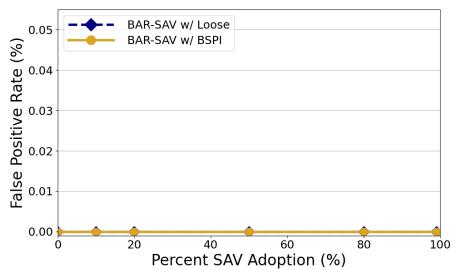 BAR-SAV w/ Loose
BAR-SAV w/ BSPI
False Positive Rate (%)
0.05
0.04
0.03
0.02
0.01
0.00
0 20 40 60 80 100
Percent SAV Adoption (%)